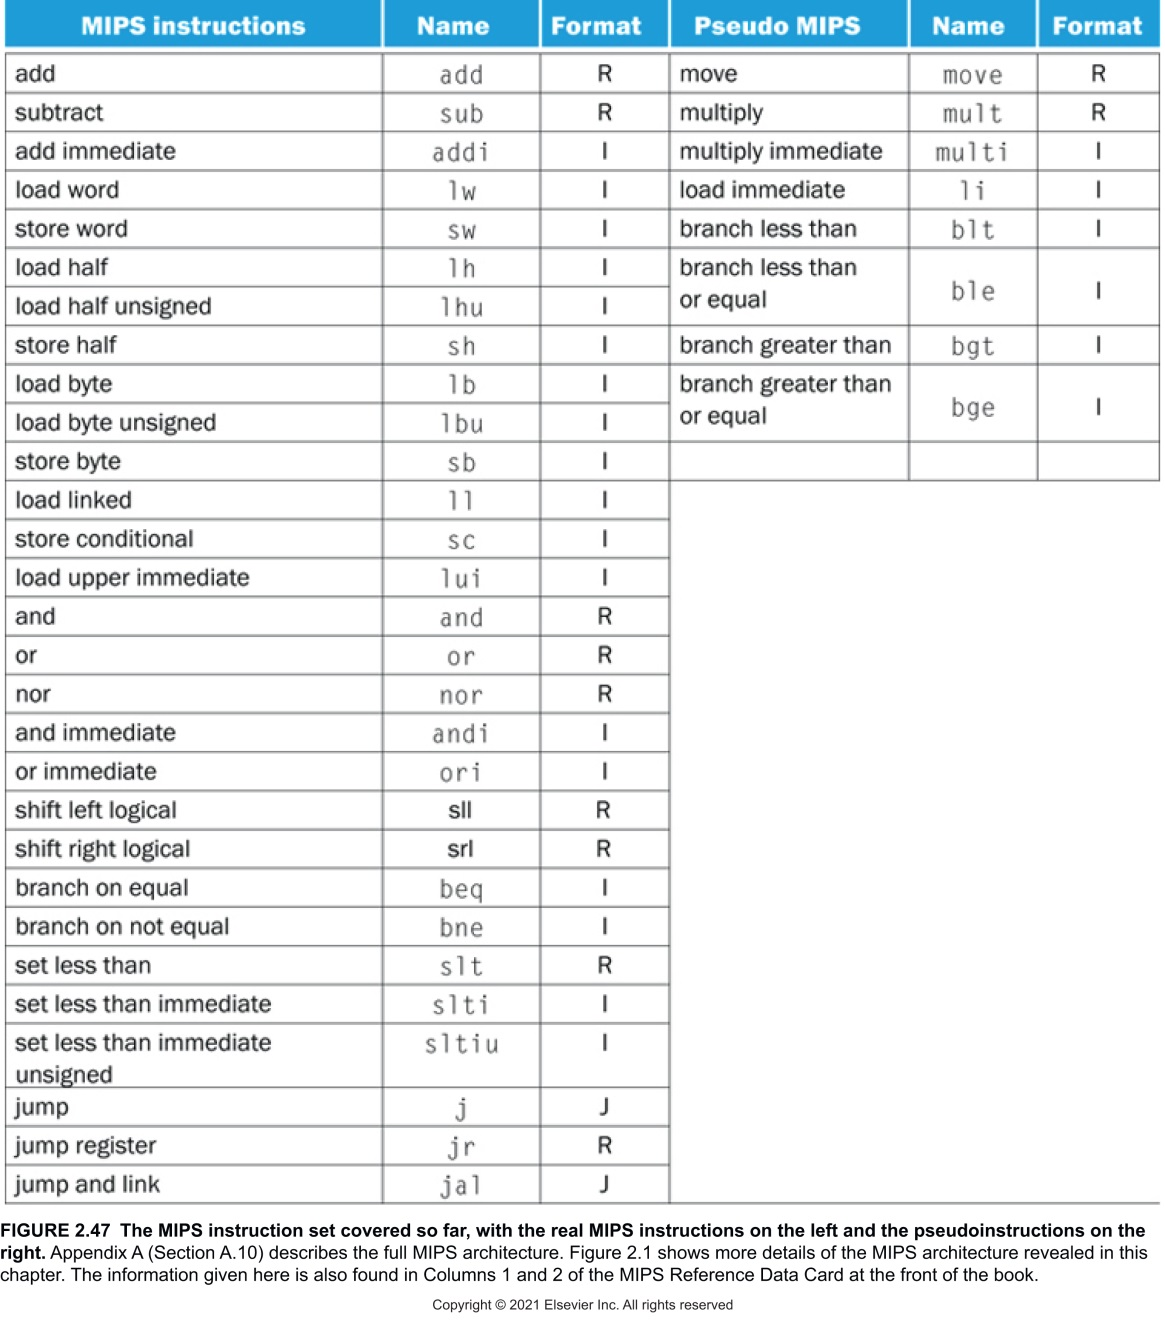 MIPS instructions Name Format Pseudo MIPS Name Format
add add R move move R
subtract sub R multiply mult R
add immediate addi I multiply immediate multi I
load word lw I load immediate li I
store word sw I branch less than blt I
load half lh I branch less than
or equal ble I
load half unsigned lhu I
store half sh I branch greater than bgt I
load byte lb I branch greater than
or equal bge I
load byte unsigned lbu I
store byte sb I
load linked ll I
store conditional sc I
load upper immediate lui I
and and R
or or R
nor nor R
and immediate andi I
or immediate ori I
shift left logical sll R
shift right logical srl R
branch on equal beq I
branch on not equal bne I
set less than slt R
set less than immediate slti I
set less than immediate sltiu I
unsigned
jump j J
jump register jr R
jump and link jal J
FIGURE 2.47 The MIPS instruction set covered so far, with the real MIPS instructions on the left and the pseudoinstructions on the
right. Appendix A (Section A.10) describes the full MIPS architecture. Figure 2.1 shows more details of the MIPS architecture revealed in this
chapter. The information given here is also found in Columns 1 and 2 of the MIPS Reference Data Card at the front of the book.
Copyright © 2021 Elsevier Inc. All rights reserved